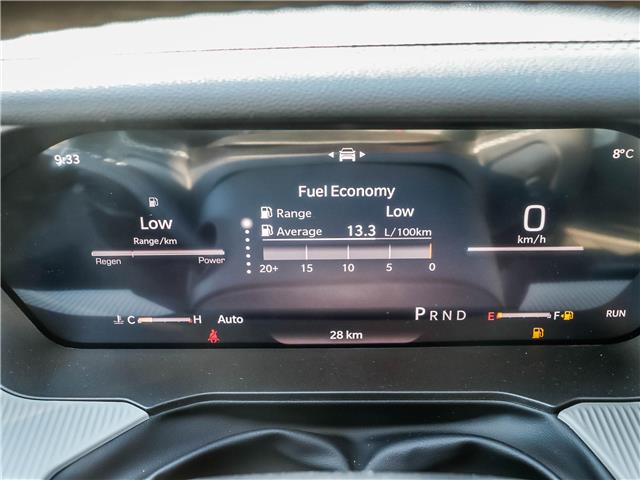 9:33
8°C
Fuel Economy
Low
Range/km
Regen Power
Range Low
Average 13.3 L/100km
20+ 15 10 5 0
0
km/h
C H
Auto
28 km
P R N D
E F
RUN